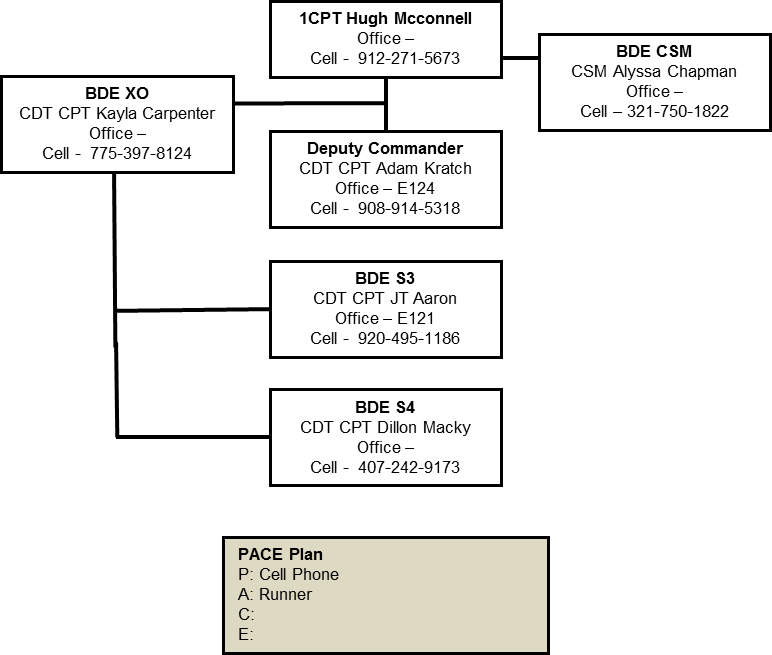 1CPT Hugh Mcconnell
Office –
Cell -  912-271-5673
BDE CSM
CSM Alyssa Chapman
Office –
Cell – 321-750-1822
BDE XO
CDT CPT Kayla Carpenter
Office –
Cell -  775-397-8124
Deputy Commander
CDT CPT Adam Kratch
Office – E124
Cell -  908-914-5318
BDE S3
CDT CPT JT Aaron
Office – E121
Cell -  920-495-1186
BDE S4
CDT CPT Dillon Macky
Office –
Cell -  407-242-9173
PACE Plan
P: Cell Phone
A: Runner
C:
E: